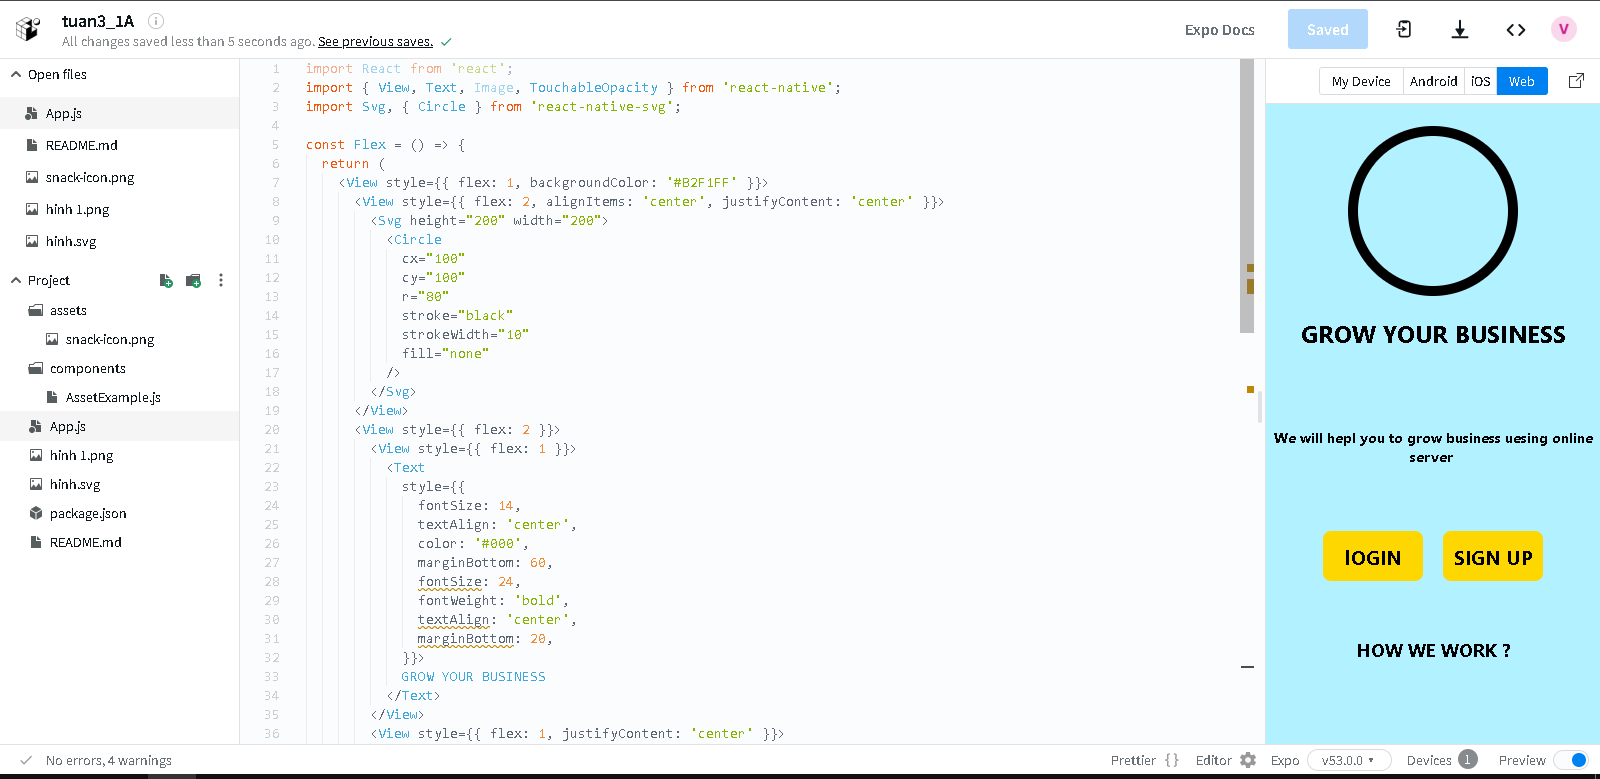 tuan3_1A
All changes saved less than 5 seconds ago. See previous saves.
Expo Docs
Saved
V
Open files
App.js
README.md
snack-icon.png
hinh 1.png
hinh.svg
Project
assets
snack-icon.png
components
AssetExample.js
App.js
hinh 1.png
hinh.svg
package.json
README.md
1 import React from 'react';
2 import { View, Text, Image, TouchableOpacity } from 'react-native';
3 import Svg, { Circle } from 'react-native-svg';
4
5 const Flex = () => {
6 return (
7 <View style={{ flex: 1, backgroundColor: '#B2F1FF' }}>
8 <View style={{ flex: 2, alignItems: 'center', justifyContent: 'center' }}>
9 <Svg height="200" width="200">
10 <Circle
11 cx="100"
12 cy="100"
13 r="80"
14 stroke="black"
15 strokeWidth="10"
16 fill="none"
17 />
18 </Svg>
19 </View>
20 <View style={{ flex: 2 }}>
21 <View style={{ flex: 1 }}>
22 <Text
23 style={{
24 fontSize: 14,
25 textAlign: 'center',
26 color: '#000',
27 marginBottom: 60,
28 fontSize: 24,
29 fontWeight: 'bold',
30 textAlign: 'center',
31 marginBottom: 20,
32 }}>
33 GROW YOUR BUSINESS
34 </Text>
35 </View>
36 <View style={{ flex: 1, justifyContent: 'center' }}>
My Device
Android
iOS
Web
GROW YOUR BUSINESS
We will hepl you to grow business uesing online
server
lOGIN
SIGN UP
HOW WE WORK ?
No errors, 4 warnings
Prettier { }
Editor
Expo
v53.0.0
Devices 1
Preview